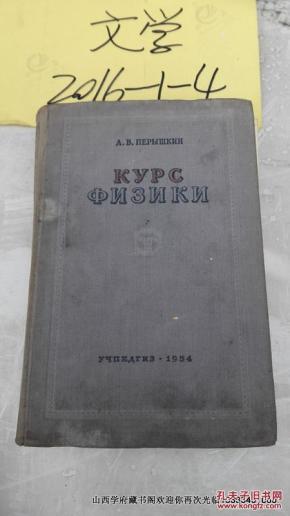 文学
2016-1-4
А. В. ПЕРЫШКИН
КУРС
ФИЗИКИ
УЧПЕДГИЗ · 1954
山西学府藏书阁欢迎你再次光临